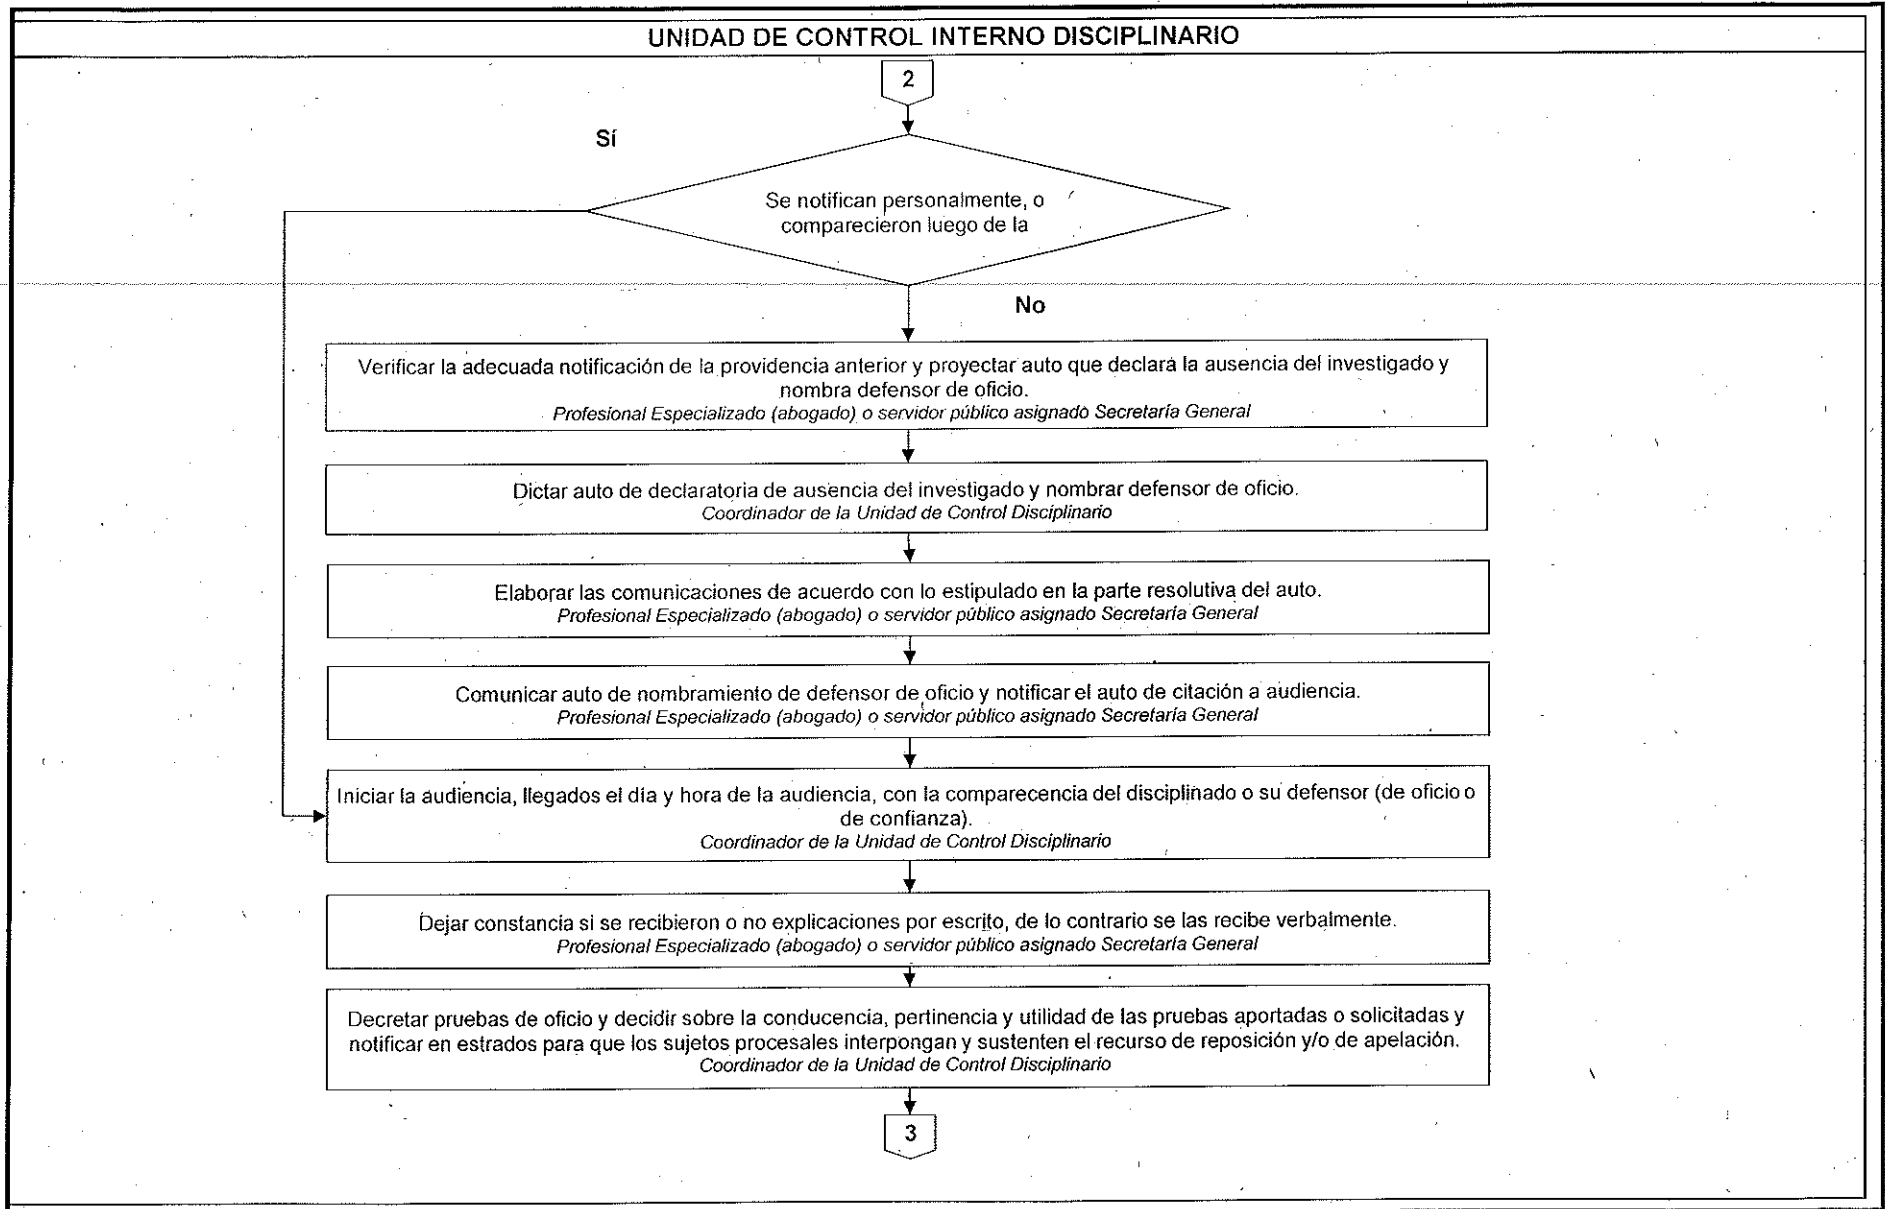 UNIDAD DE CONTROL INTERNO DISCIPLINARIO
2
Sí
Se notifican personalmente, o
comparecieron luego de la
No
Verificar la adecuada notificación de la providencia anterior y proyectar auto que declara la ausencia del investigado y
nombra defensor de oficio.
Profesional Especializado (abogado) o servidor público asignado Secretaría General
Dictar auto de declaratoria de ausencia del investigado y nombrar defensor de oficio.
Coordinador de la Unidad de Control Disciplinario
Elaborar las comunicaciones de acuerdo con lo estipulado en la parte resolutiva del auto.
Profesional Especializado (abogado) o servidor público asignado Secretaría General
Comunicar auto de nombramiento de defensor de oficio y notificar el auto de citación a audiencia.
Profesional Especializado (abogado) o servidor público asignado Secretaría General
Iniciar la audiencia, llegados el día y hora de la audiencia, con la comparecencia del disciplinado o su defensor (de oficio o
de confianza).
Coordinador de la Unidad de Control Disciplinario
Dejar constancia si se recibieron o no explicaciones por escrito, de lo contrario se las recibe verbalmente.
Profesional Especializado (abogado) o servidor público asignado Secretaría General
Decretar pruebas de oficio y decidir sobre la conducencia, pertinencia y utilidad de las pruebas aportadas o solicitadas y
notificar en estrados para que los sujetos procesales interpongan y sustenten el recurso de reposición y/o de apelación.
Coordinador de la Unidad de Control Disciplinario
3